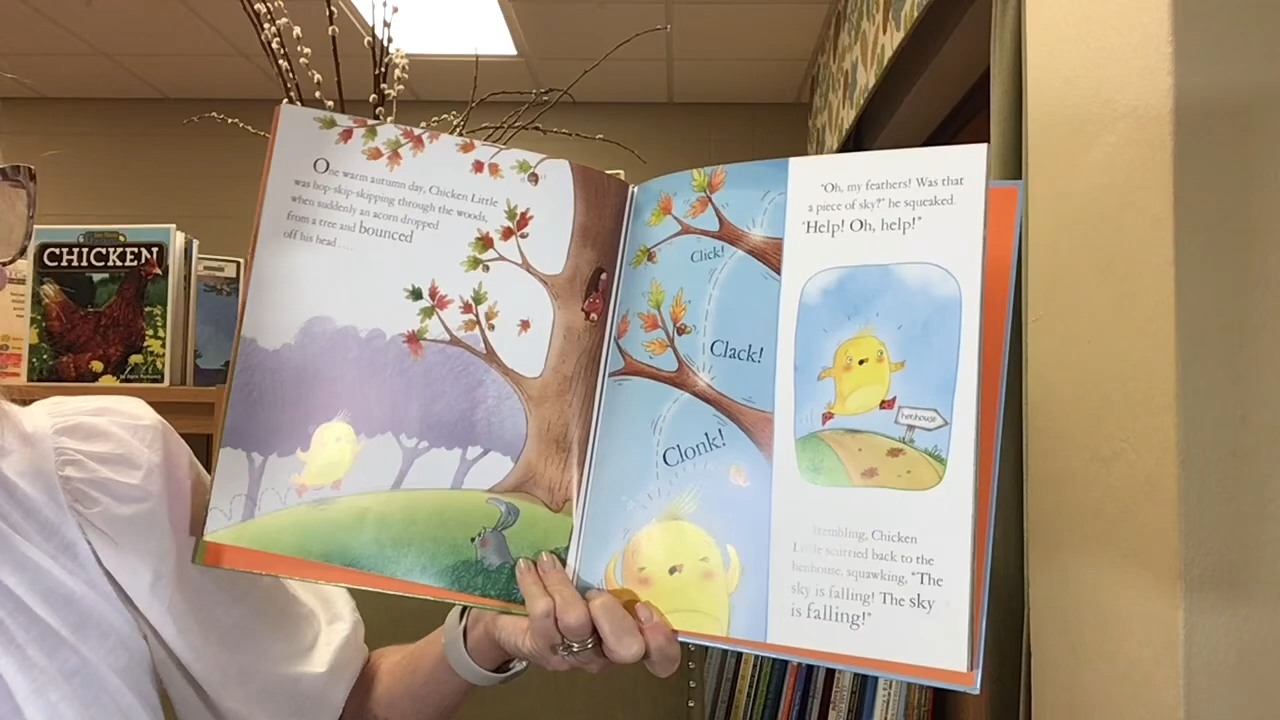 CHICKEN
One warm autumn day, Chicken Little
was hop-skip-skipping through the woods,
when suddenly an acorn dropped
from a tree and bounced
off his head....
Click!
Clack!
Clonk!
"Oh, my feathers! Was that
a piece of sky?" he squeaked.
"Help! Oh, help!"
henhouse
Trembling, Chicken
Little scurried back to the
henhouse, squawking, "The
sky is falling! The sky
is falling!"